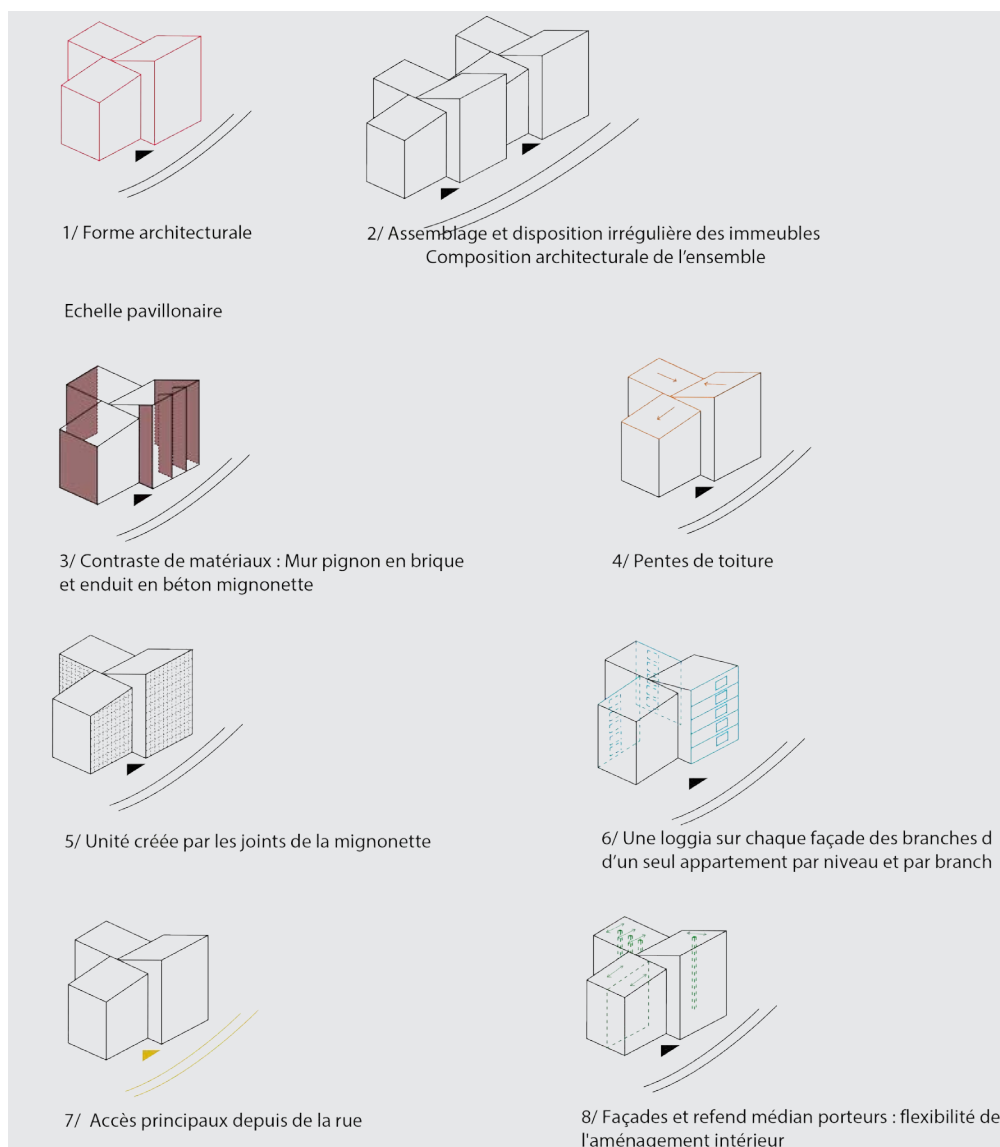 1/ Forme architecturale
2/ Assemblage et disposition irrégulière des immeubles
Composition architecturale de l'ensemble
Echelle pavillonaire
3/ Contraste de matériaux : Mur pignon en brique
et enduit en béton mignonette
4/ Pentes de toiture
5/ Unité créée par les joints de la mignonette
6/ Une loggia sur chaque façade des branches d
d'un seul appartement par niveau et par branch
7/ Accès principaux depuis de la rue
8/ Façades et refend médian porteurs : flexibilité de
l'aménagement intérieur